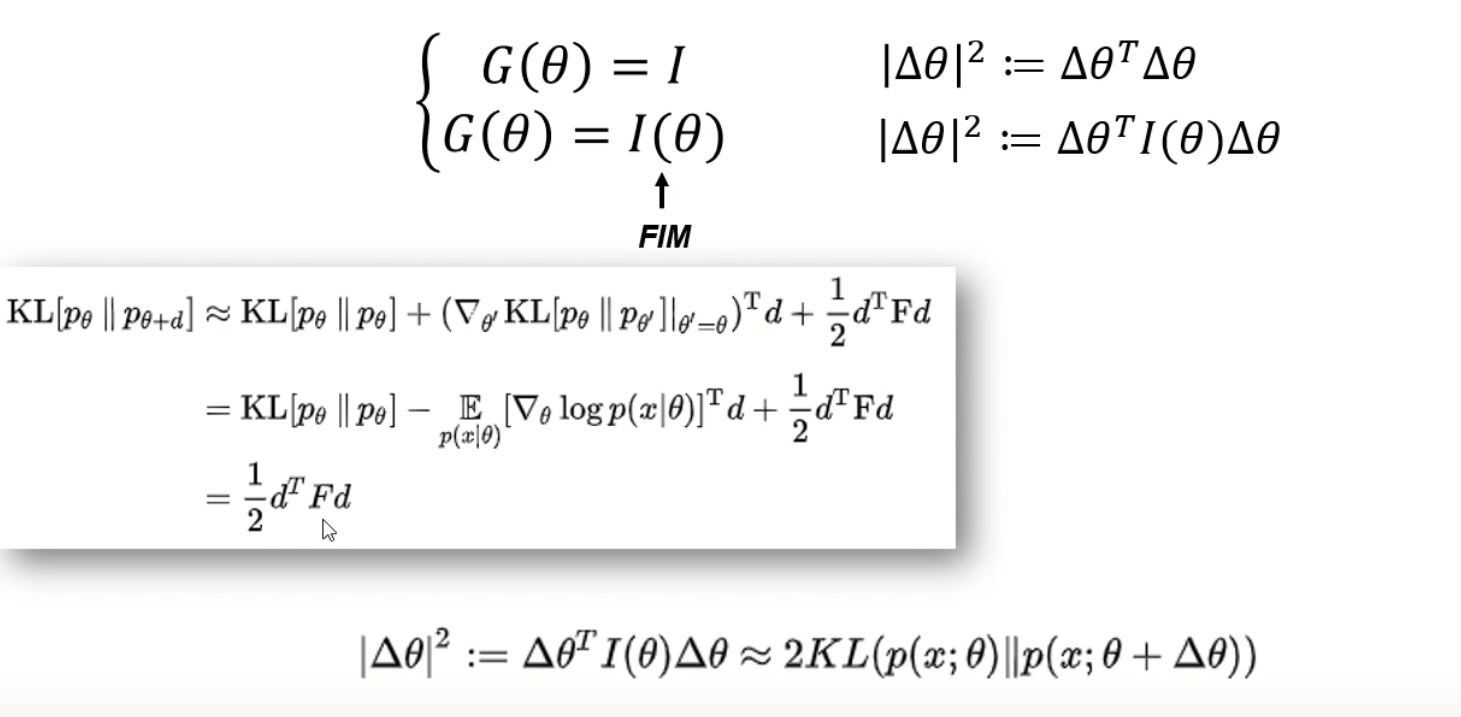 G(θ) = I |Δθ|² := Δθᵀ Δθ
G(θ) = I(θ) |Δθ|² := Δθᵀ I(θ)Δθ
FIM
KL[p_θ ∥ p_{θ+d}] ≈ KL[p_θ ∥ p_θ] + (∇_{θ′} KL[p_θ ∥ p_{θ′}]|_{θ′=θ})ᵀ d + 1/2 dᵀ F d
= KL[p_θ ∥ p_θ] − 𝔼_{p(x|θ)} [∇_θ log p(x|θ)]ᵀ d + 1/2 dᵀ F d
= 1/2 dᵀ F d
|Δθ|² := Δθᵀ I(θ)Δθ ≈ 2KL(p(x; θ)∥p(x; θ + Δθ))